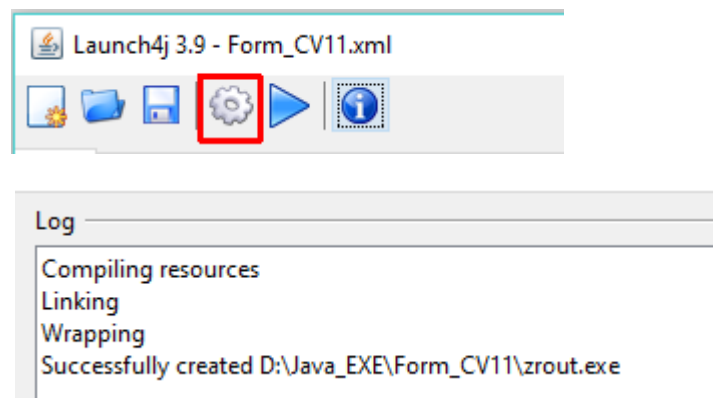 Launch4j 3.9 - Form_CV11.xml
Log
Compiling resources
Linking
Wrapping
Successfully created D:\Java_EXE\Form_CV11\zrout.exe